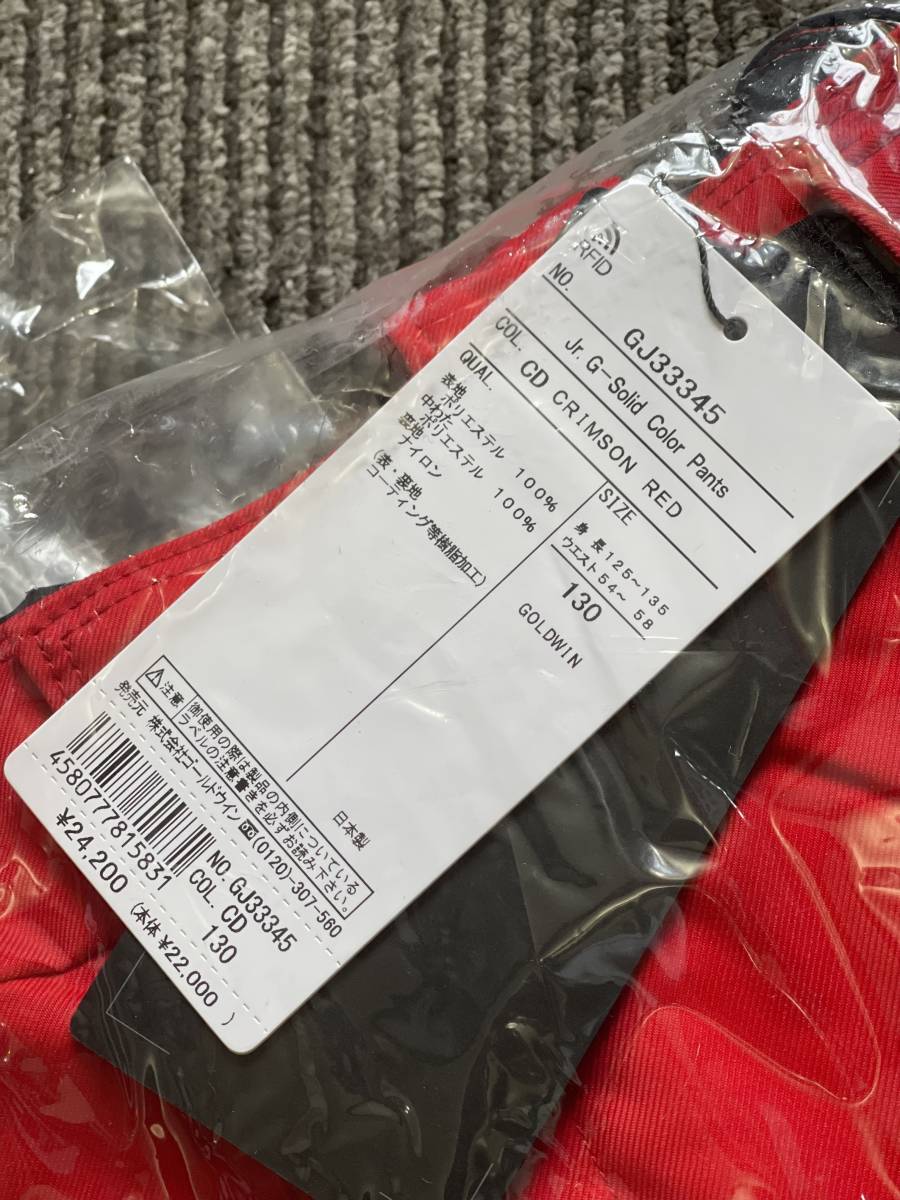 RFID
NO. GJ33345
Jr. G-Solid Color Pants
COL. CD CRIMSON RED
QUAL.
表地
ポリエステル 100%
中わた
ポリエステル 100%
裏地
ナイロン
(表・裏地
コーティング等樹脂加工)
SIZE
身長125~135
ウエスト54~ 58
130
GOLDWIN
日本製
注意
御使用の際は製品の内側についている
ラベルの注意書きを必ずお読み下さい。
発売元 株式会社ゴールドウイン (0120)-307-560
458077815831
NO. GJ33345
COL. CD
130
¥24,200
(本体¥22,000 )